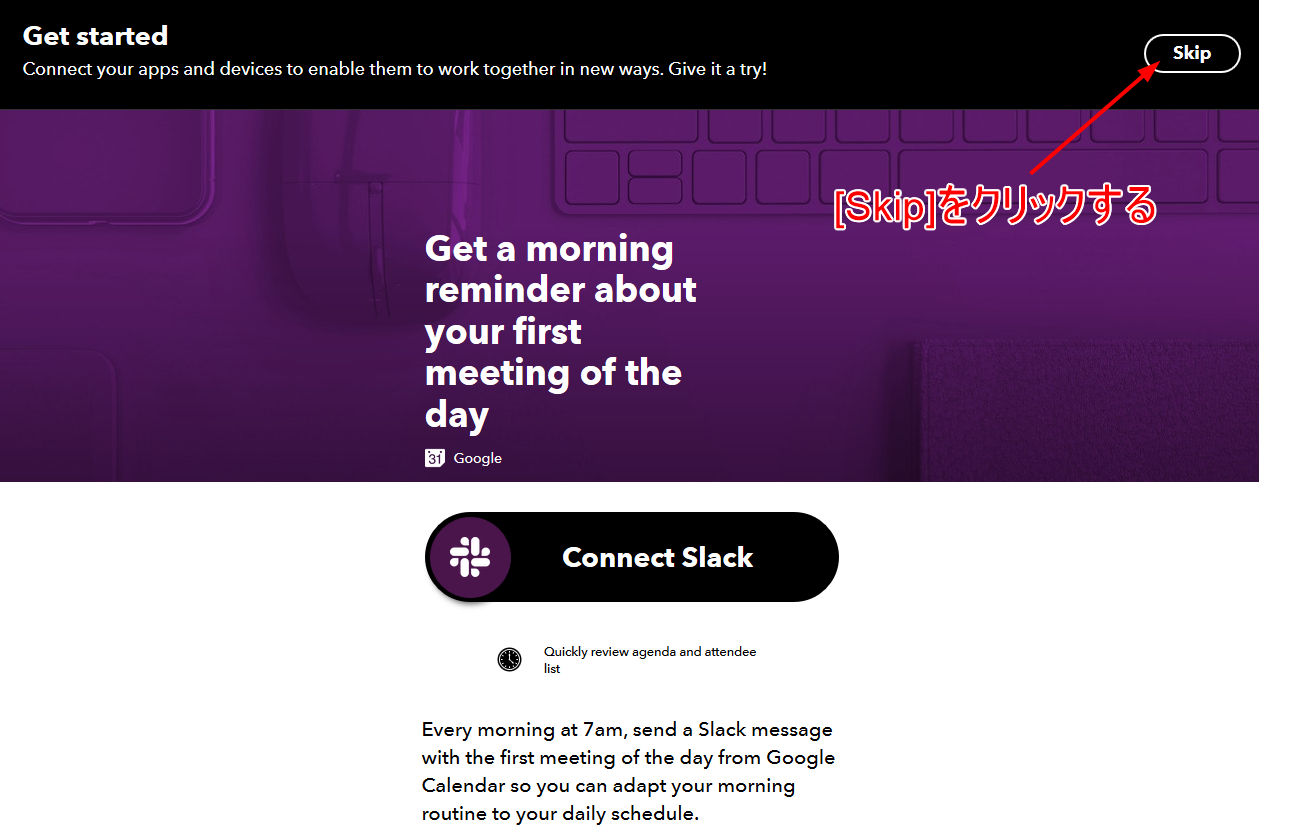 Get started
Connect your apps and devices to enable them to work together in new ways. Give it a try!
Skip
[Skip]をクリックする
Get a morning
reminder about
your first
meeting of the
day
31 Google
Connect Slack
Quickly review agenda and attendee
list
Every morning at 7am, send a Slack message
with the first meeting of the day from Google
Calendar so you can adapt your morning
routine to your daily schedule.